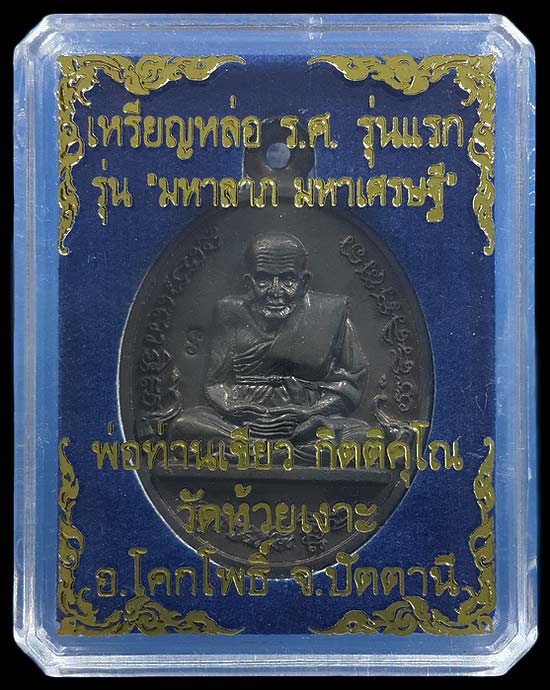 เหรียญหล่อ ร.ศ. รุ่นแรก
รุ่น "มหาลาภ มหาเศรษฐี"
พ่อท่านเขียว กิตติคุโณ
วัดห้วยเงาะ
อ.โคกโพธิ์ จ.ปัตตานี